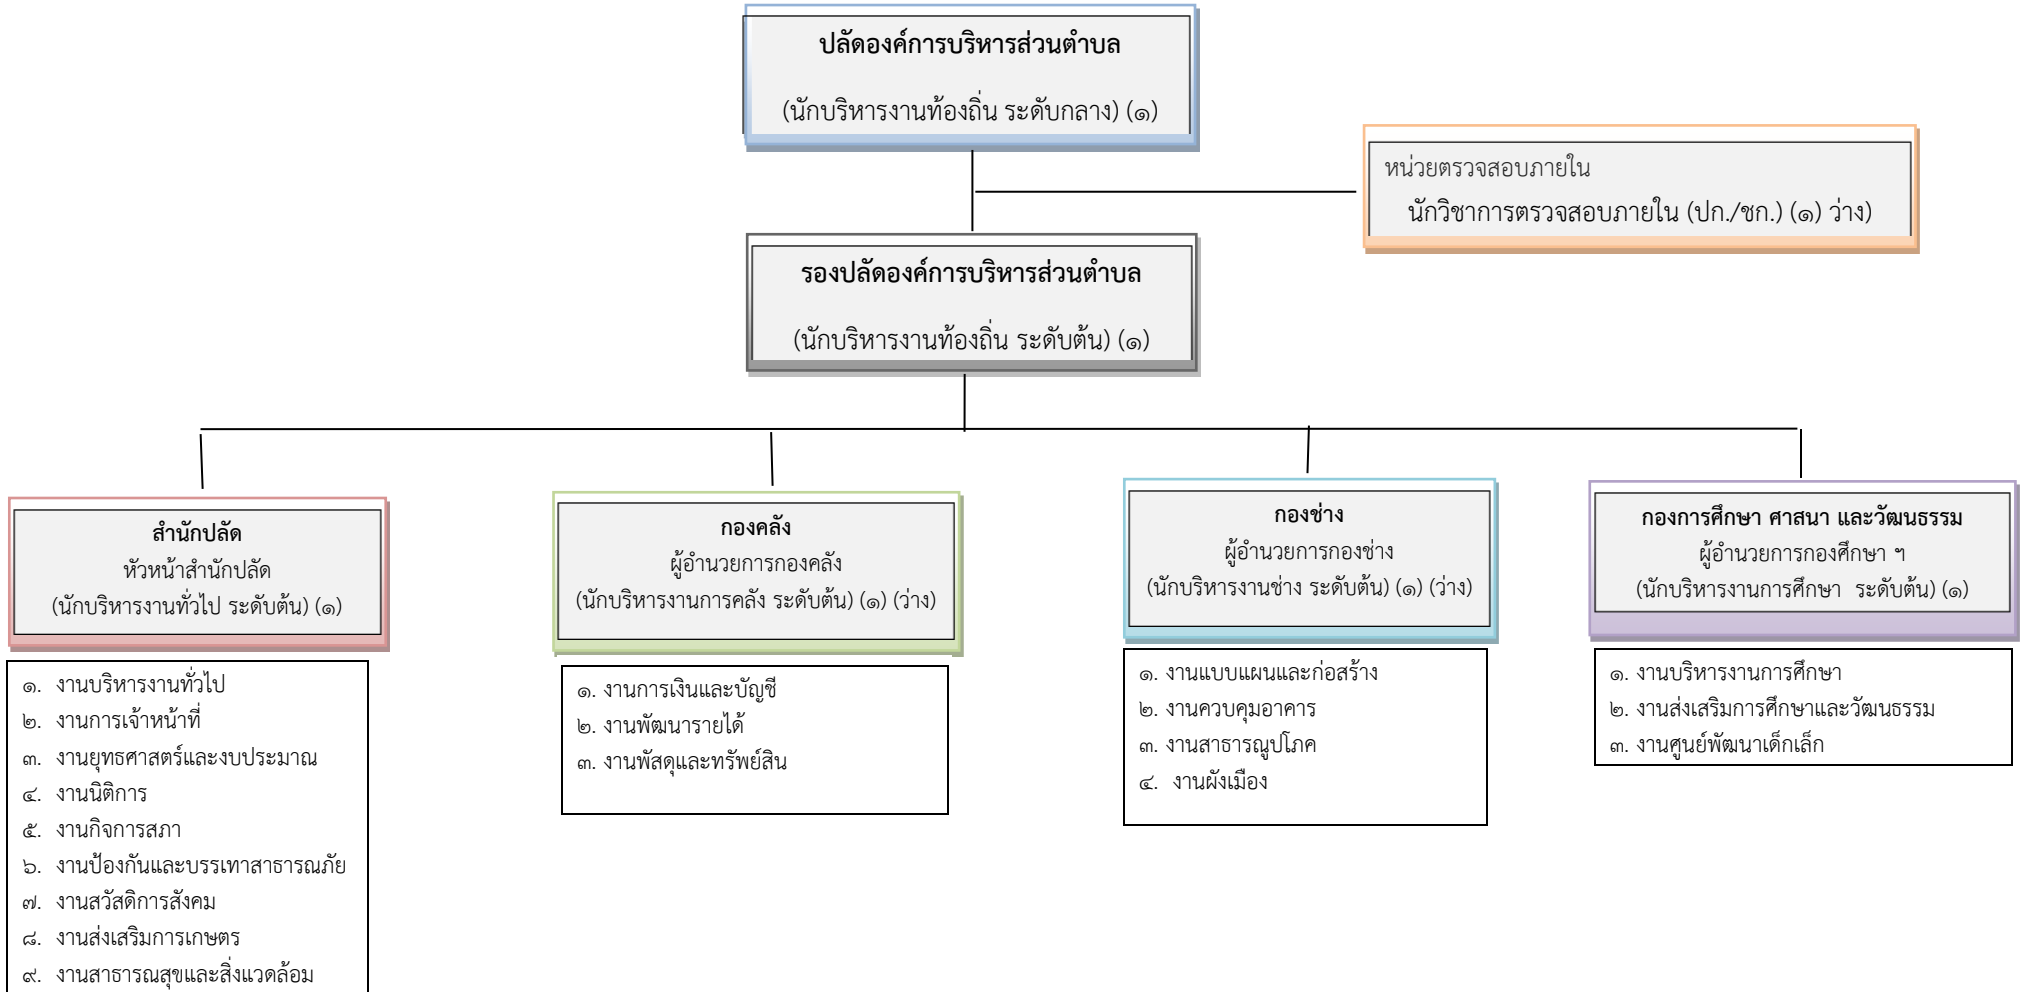 ปลัดองค์การบริหารส่วนตำบล
(นักบริหารงานท้องถิ่น ระดับกลาง) (๑)
หน่วยตรวจสอบภายใน
นักวิชาการตรวจสอบภายใน (ปก./ชก.) (๑) ว่าง)
รองปลัดองค์การบริหารส่วนตำบล
(นักบริหารงานท้องถิ่น ระดับต้น) (๑)
สำนักปลัด
หัวหน้าสำนักปลัด
(นักบริหารงานทั่วไป ระดับต้น) (๑)
๑. งานบริหารงานทั่วไป
๒. งานการเจ้าหน้าที่
๓. งานยุทธศาสตร์และงบประมาณ
๔. งานนิติการ
๕. งานกิจการสภา
๖. งานป้องกันและบรรเทาสาธารณภัย
๗. งานสวัสดิการสังคม
๘. งานส่งเสริมการเกษตร
๙. งานสาธารณสุขและสิ่งแวดล้อม
กองคลัง
ผู้อำนวยการกองคลัง
(นักบริหารงานการคลัง ระดับต้น) (๑) (ว่าง)
๑. งานการเงินและบัญชี
๒. งานพัฒนารายได้
๓. งานพัสดุและทรัพย์สิน
กองช่าง
ผู้อำนวยการกองช่าง
(นักบริหารงานช่าง ระดับต้น) (๑) (ว่าง)
๑. งานแบบแผนและก่อสร้าง
๒. งานควบคุมอาคาร
๓. งานสาธารณูปโภค
๔. งานผังเมือง
กองการศึกษา ศาสนา และวัฒนธรรม
ผู้อำนวยการกองศึกษา ฯ
(นักบริหารงานการศึกษา ระดับต้น) (๑)
๑. งานบริหารงานการศึกษา
๒. งานส่งเสริมการศึกษาและวัฒนธรรม
๓. งานศูนย์พัฒนาเด็กเล็ก